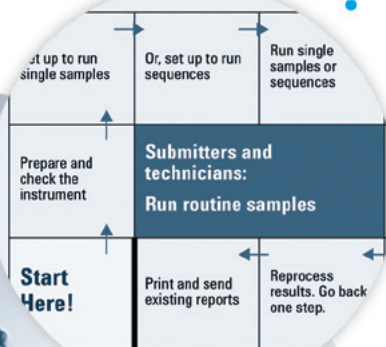 set up to run
single samples
Or, set up to run
sequences
Run single
samples or
sequences
Prepare and
check the
instrument
Submitters and
technicians:
Run routine samples
Start
Here!
Print and send
existing reports
Reprocess
results. Go back
one step.